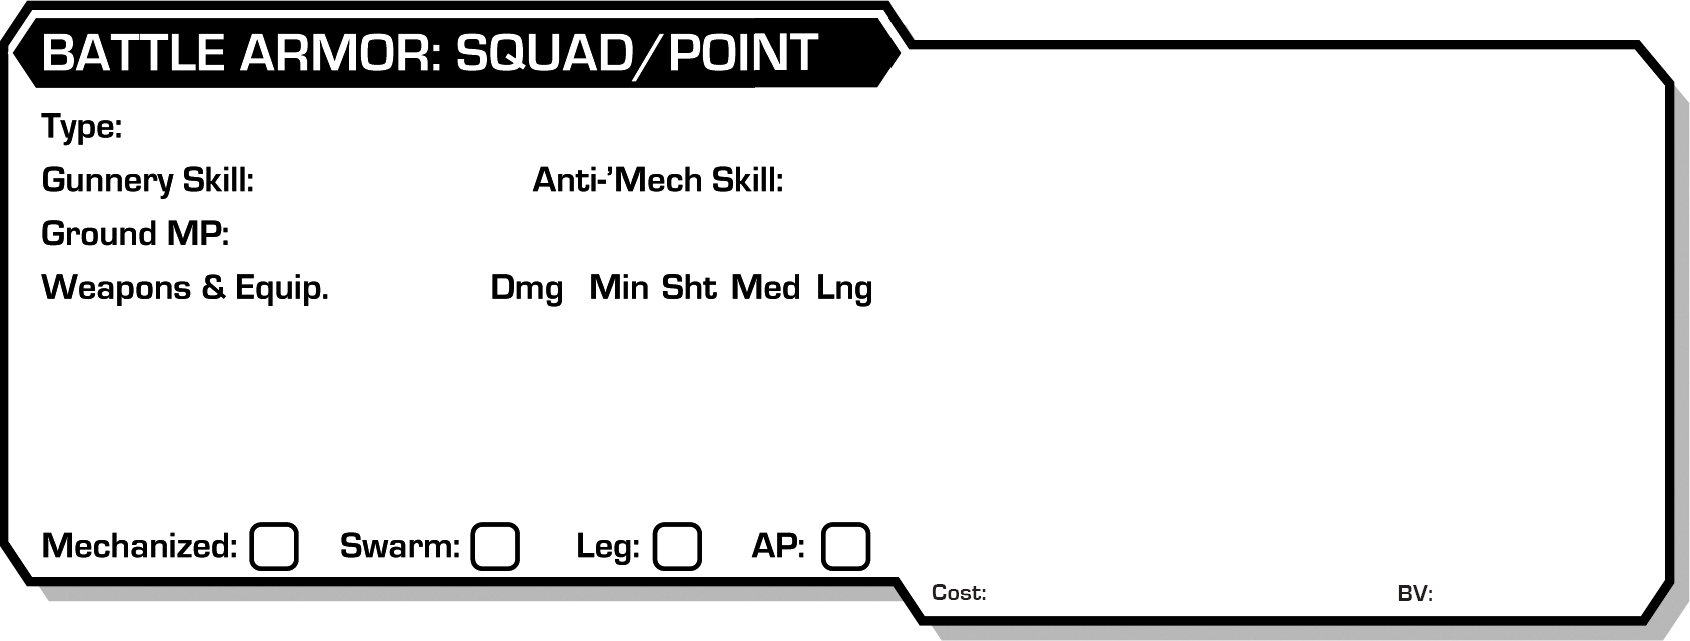 BATTLE ARMOR: SQUAD/POINT
Type:
Gunnery Skill: Anti-’Mech Skill:
Ground MP:
Weapons & Equip. Dmg Min Sht Med Lng
Mechanized: Swarm: Leg: AP:
Cost: BV: